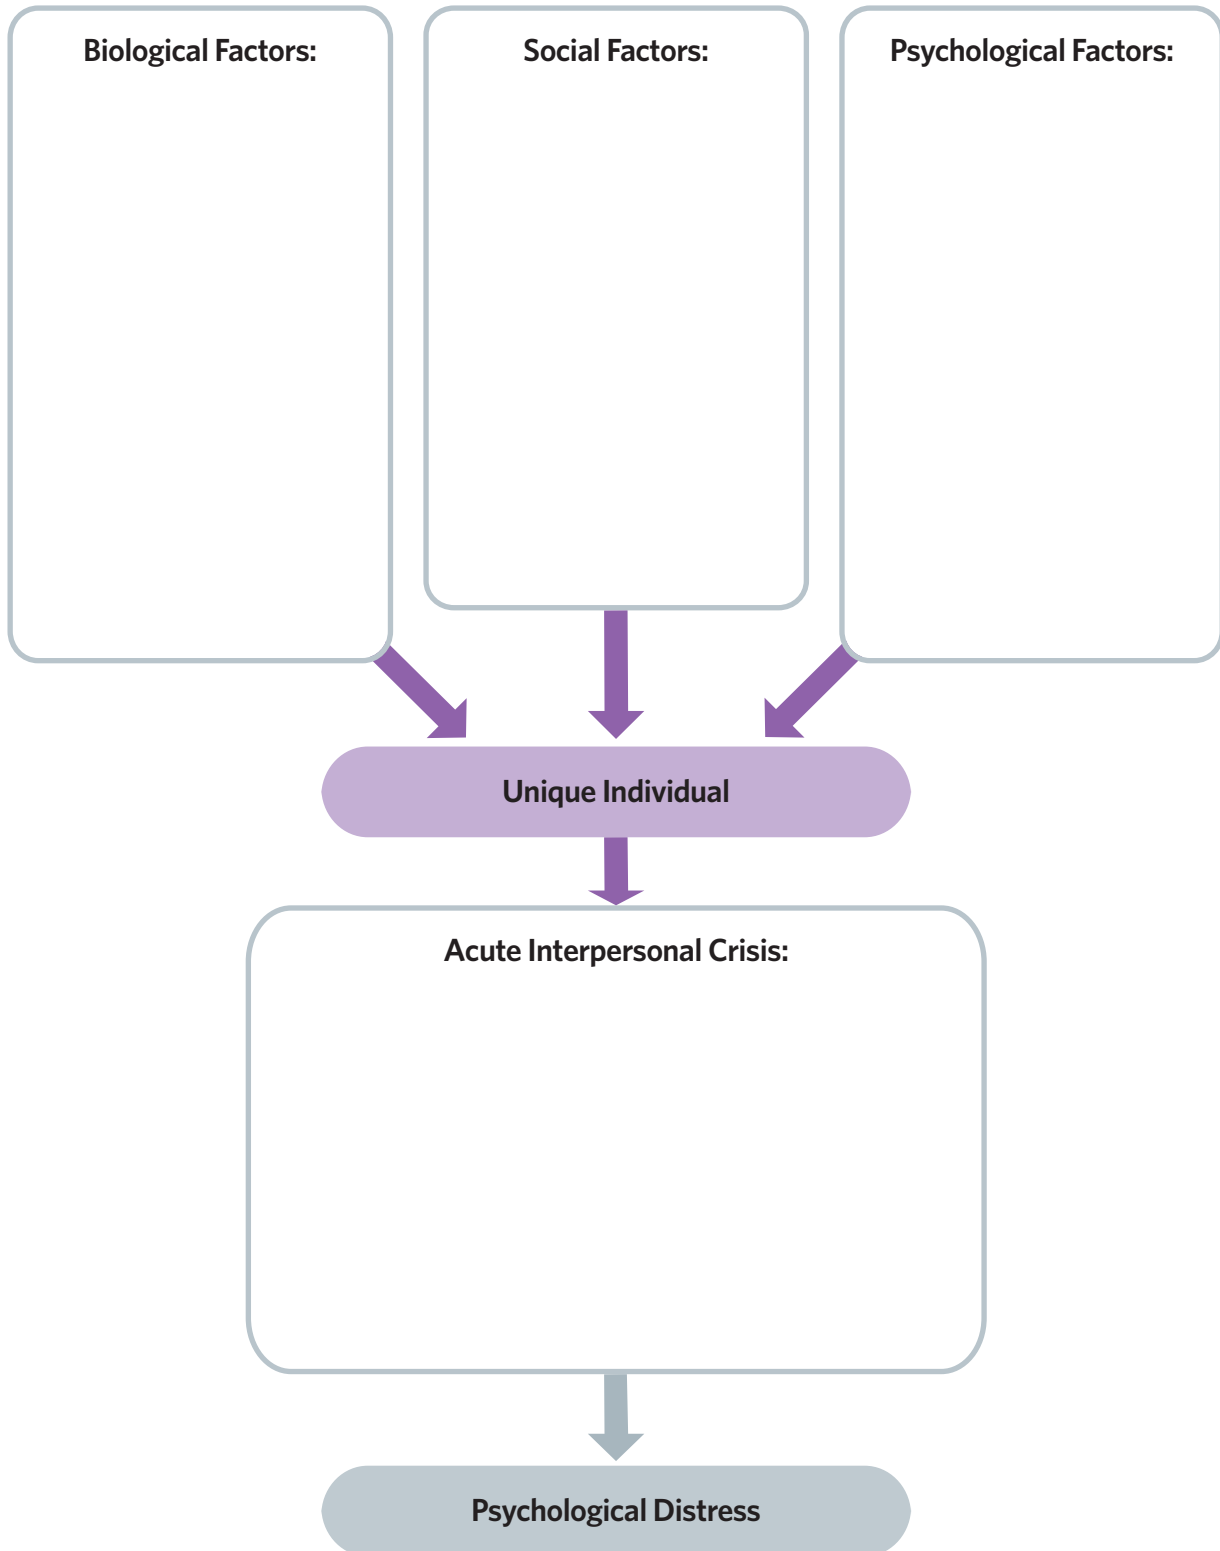 Biological Factors:
Social Factors:
Psychological Factors:
Unique Individual
Acute Interpersonal Crisis:
Psychological Distress